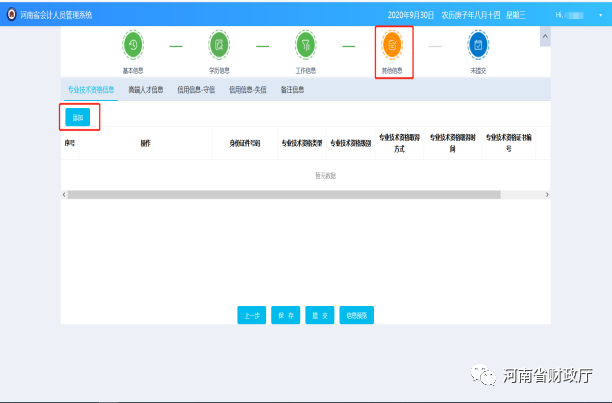 河南省会计人员管理系统
2020年9月30日 农历庚子年八月十四 星期三 Hi,
基本信息 学历信息 工作信息 其他信息 未提交
专业技术资格信息 高端人才信息 信用信息-守信 信用信息-失信 备注信息
添加
序号 操作 身份证件号码 专业技术资格类型 专业技术资格级别 专业技术资格取得方式 专业技术资格取得时间 专业技术资格证书编号
暂无数据
上一步 保 存 提 交 信息预览
河南省财政厅